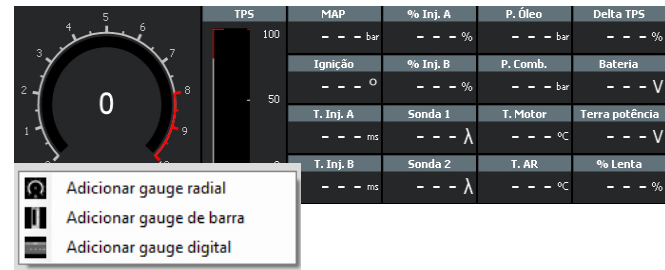 TPS MAP % Inj. A P. Óleo Delta TPS
0 1 2 3 4 5 6 7 8 9 10
0
100
50
0
- - - bar - - - % - - - bar - - - %
Ignição % Inj. B P. Comb. Bateria
- - - º - - - % - - - bar - - - V
T. Inj. A Sonda 1 T. Motor Terra potência
- - - ms - - - λ - - - ºC - - - V
T. Inj. B Sonda 2 T. AR % Lenta
- - - ms - - - λ - - - ºC - - - %
Adicionar gauge radial
Adicionar gauge de barra
Adicionar gauge digital